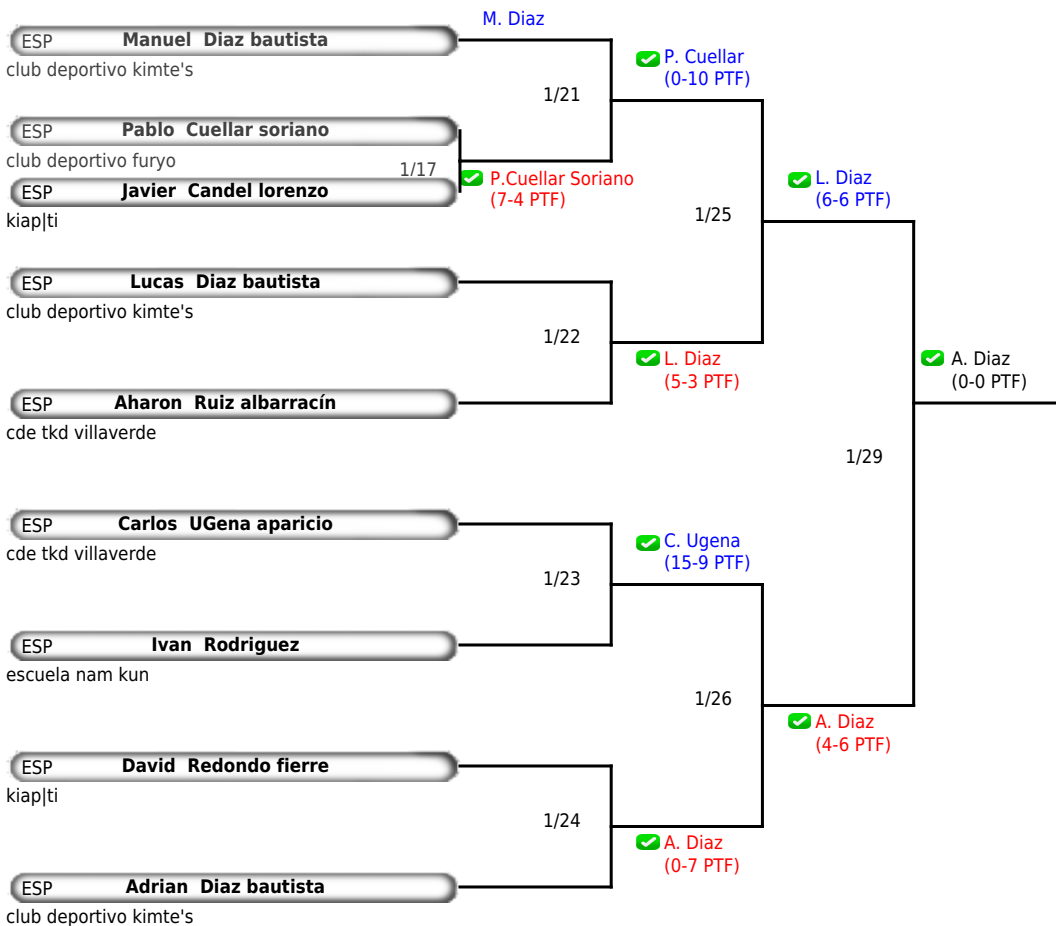 M. Diaz
ESP Manuel Diaz bautista
club deportivo kimte's
P. Cuellar
(0-10 PTF)
1/21
ESP Pablo Cuellar soriano
club deportivo furyo
1/17
P.Cuellar Soriano
(7-4 PTF)
ESP Javier Candel lorenzo
kiap|ti
L. Diaz
(6-6 PTF)
1/25
ESP Lucas Diaz bautista
club deportivo kimte's
1/22
L. Diaz
(5-3 PTF)
A. Diaz
(0-0 PTF)
ESP Aharon Ruiz albarracín
cde tkd villaverde
1/29
ESP Carlos UGena aparicio
cde tkd villaverde
C. Ugena
(15-9 PTF)
1/23
ESP Ivan Rodriguez
escuela nam kun
1/26
A. Diaz
(4-6 PTF)
ESP David Redondo fierre
kiap|ti
1/24
A. Diaz
(0-7 PTF)
ESP Adrian Diaz bautista
club deportivo kimte's